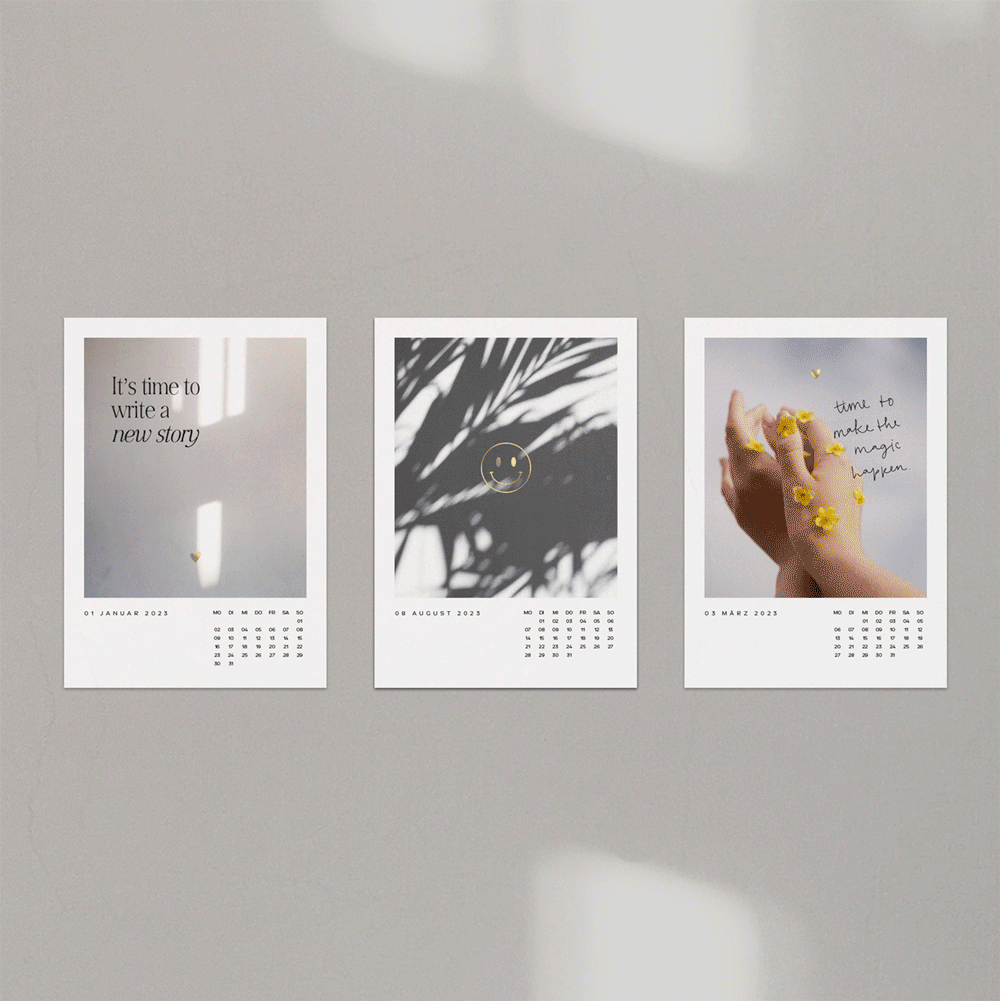 It's time to
write a
new story
01 JANUAR 2023
MO DI MI DO FR SA SO
01
02 03 04 05 06 07 08
09 10 11 12 13 14 15
16 17 18 19 20 21 22
23 24 25 26 27 28 29
30 31
08 AUGUST 2023
MO DI MI DO FR SA SO
01 02 03 04 05 06
07 08 09 10 11 12 13
14 15 16 17 18 19 20
21 22 23 24 25 26 27
28 29 30 31
time to
make the
magic
happen
03 MÄRZ 2023
MO DI MI DO FR SA SO
01 02 03 04 05
06 07 08 09 10 11 12
13 14 15 16 17 18 19
20 21 22 23 24 25 26
27 28 29 30 31